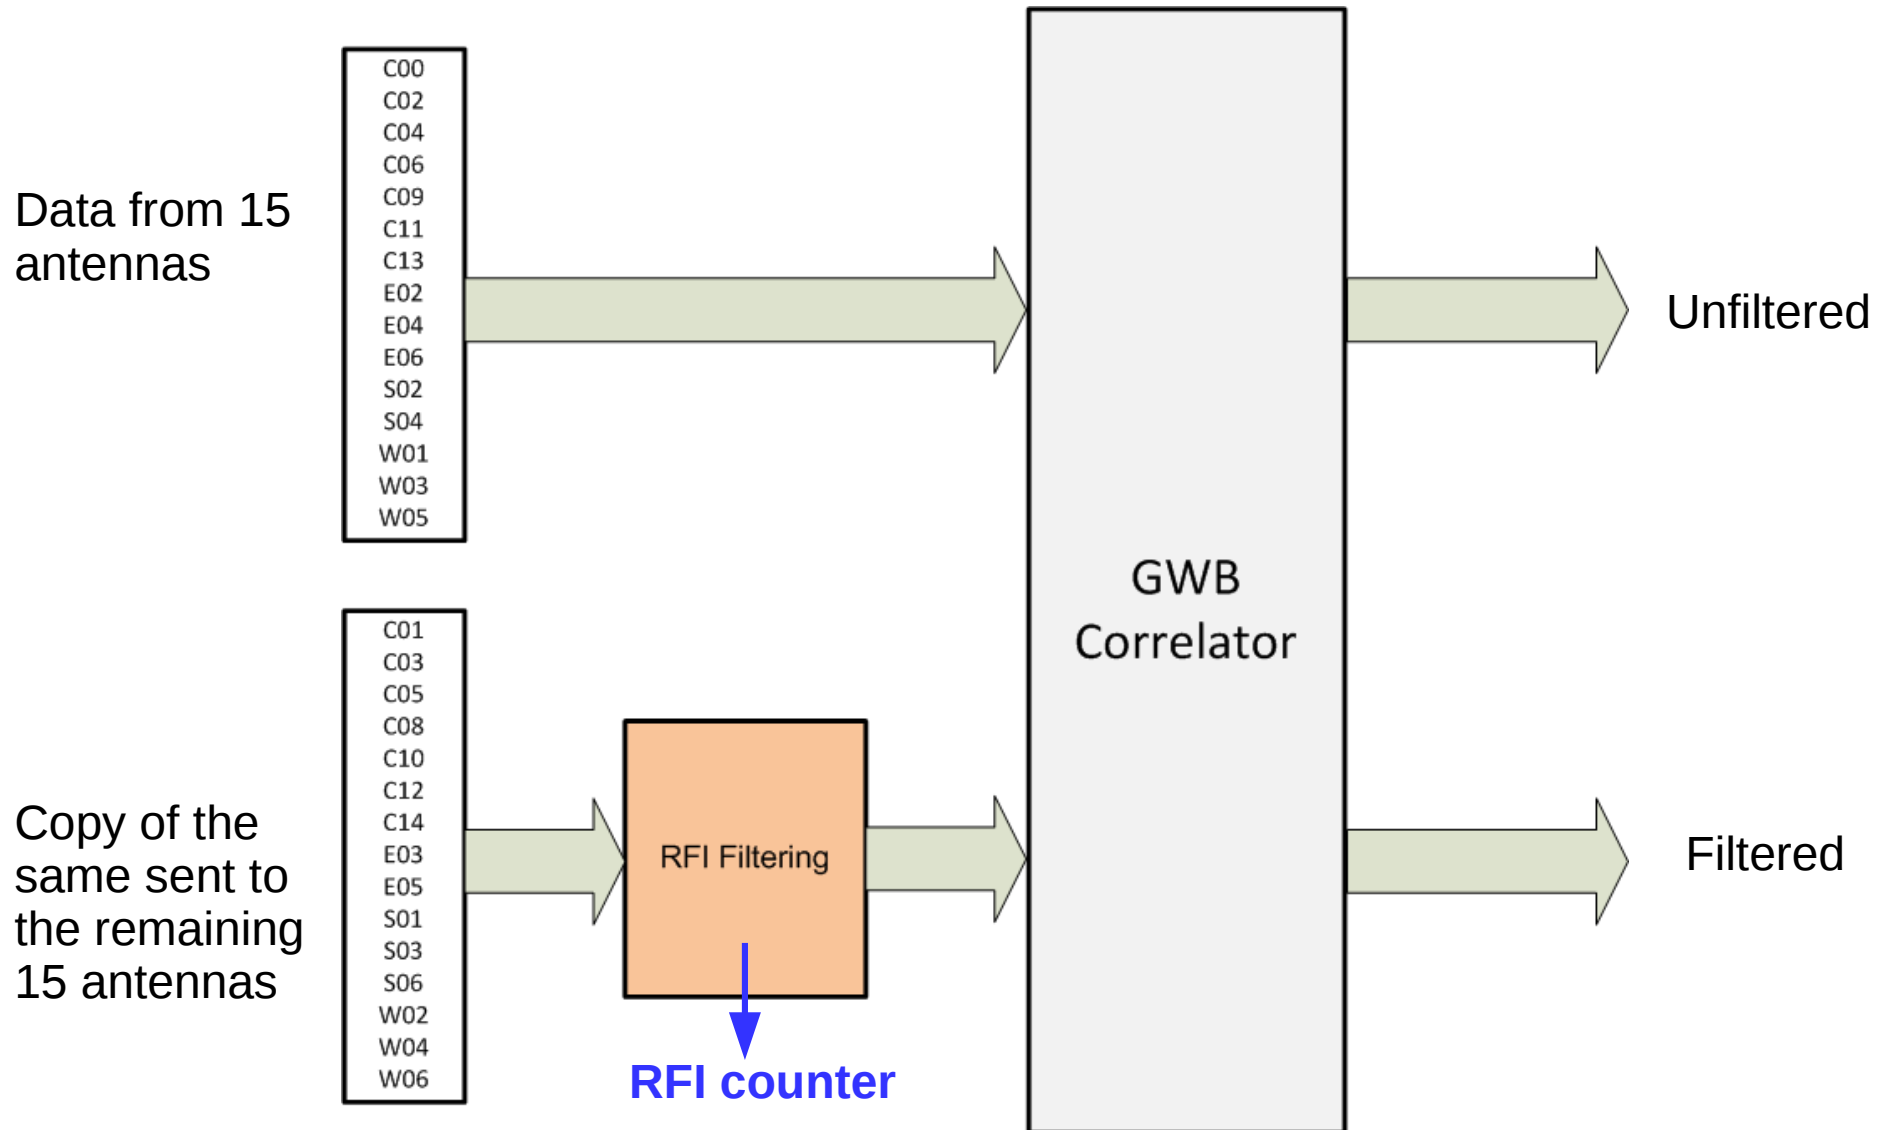 Data from 15
antennas
C00
C02
C04
C06
C09
C11
C13
E02
E04
E06
S02
S04
W01
W03
W05
Unfiltered
GWB
Correlator
Copy of the
same sent to
the remaining
15 antennas
C01
C03
C05
C08
C10
C12
C14
E03
E05
S01
S03
S06
W02
W04
W06
RFI Filtering
RFI counter
Filtered